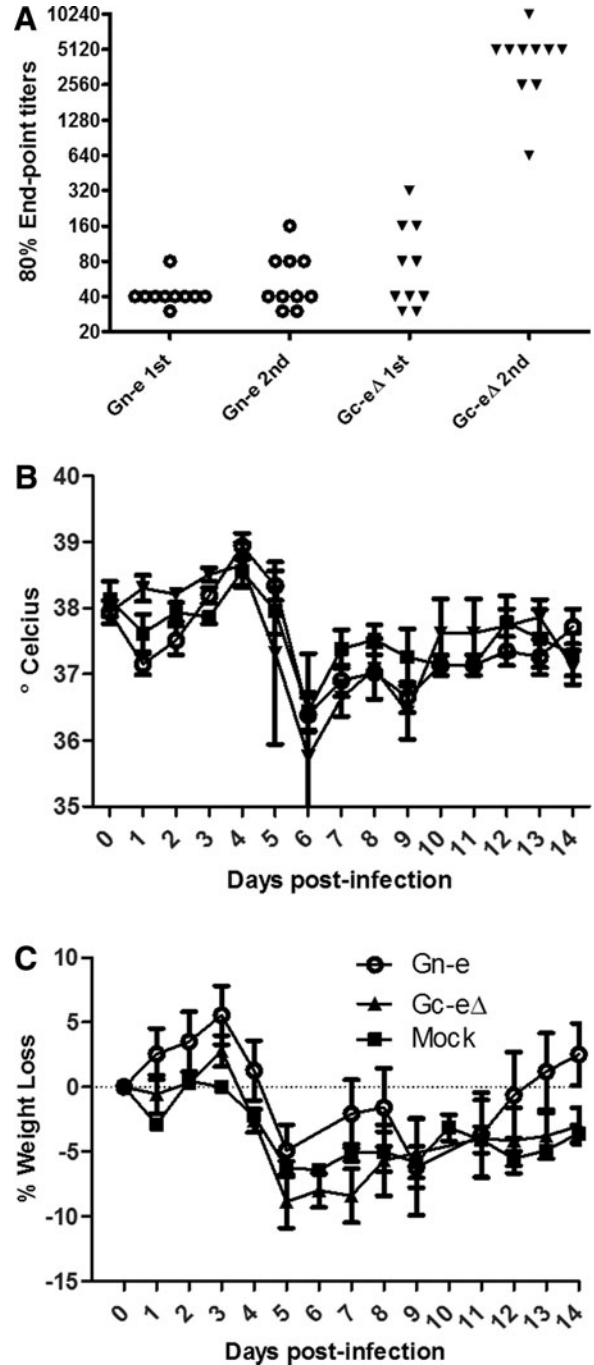 A
80% End-point titers
10240
5120
2560
1280
640
320
160
80
40
20
Gn-e 1st
Gn-e 2nd
Gc-eΔ 1st
Gc-eΔ 2nd
B
° Celcius
40
39
38
37
36
35
0 1 2 3 4 5 6 7 8 9 10 11 12 13 14
Days post-infection
C
% Weight Loss
10
5
0
-5
-10
-15
Gn-e
Gc-eΔ
Mock
0 1 2 3 4 5 6 7 8 9 10 11 12 13 14
Days post-infection